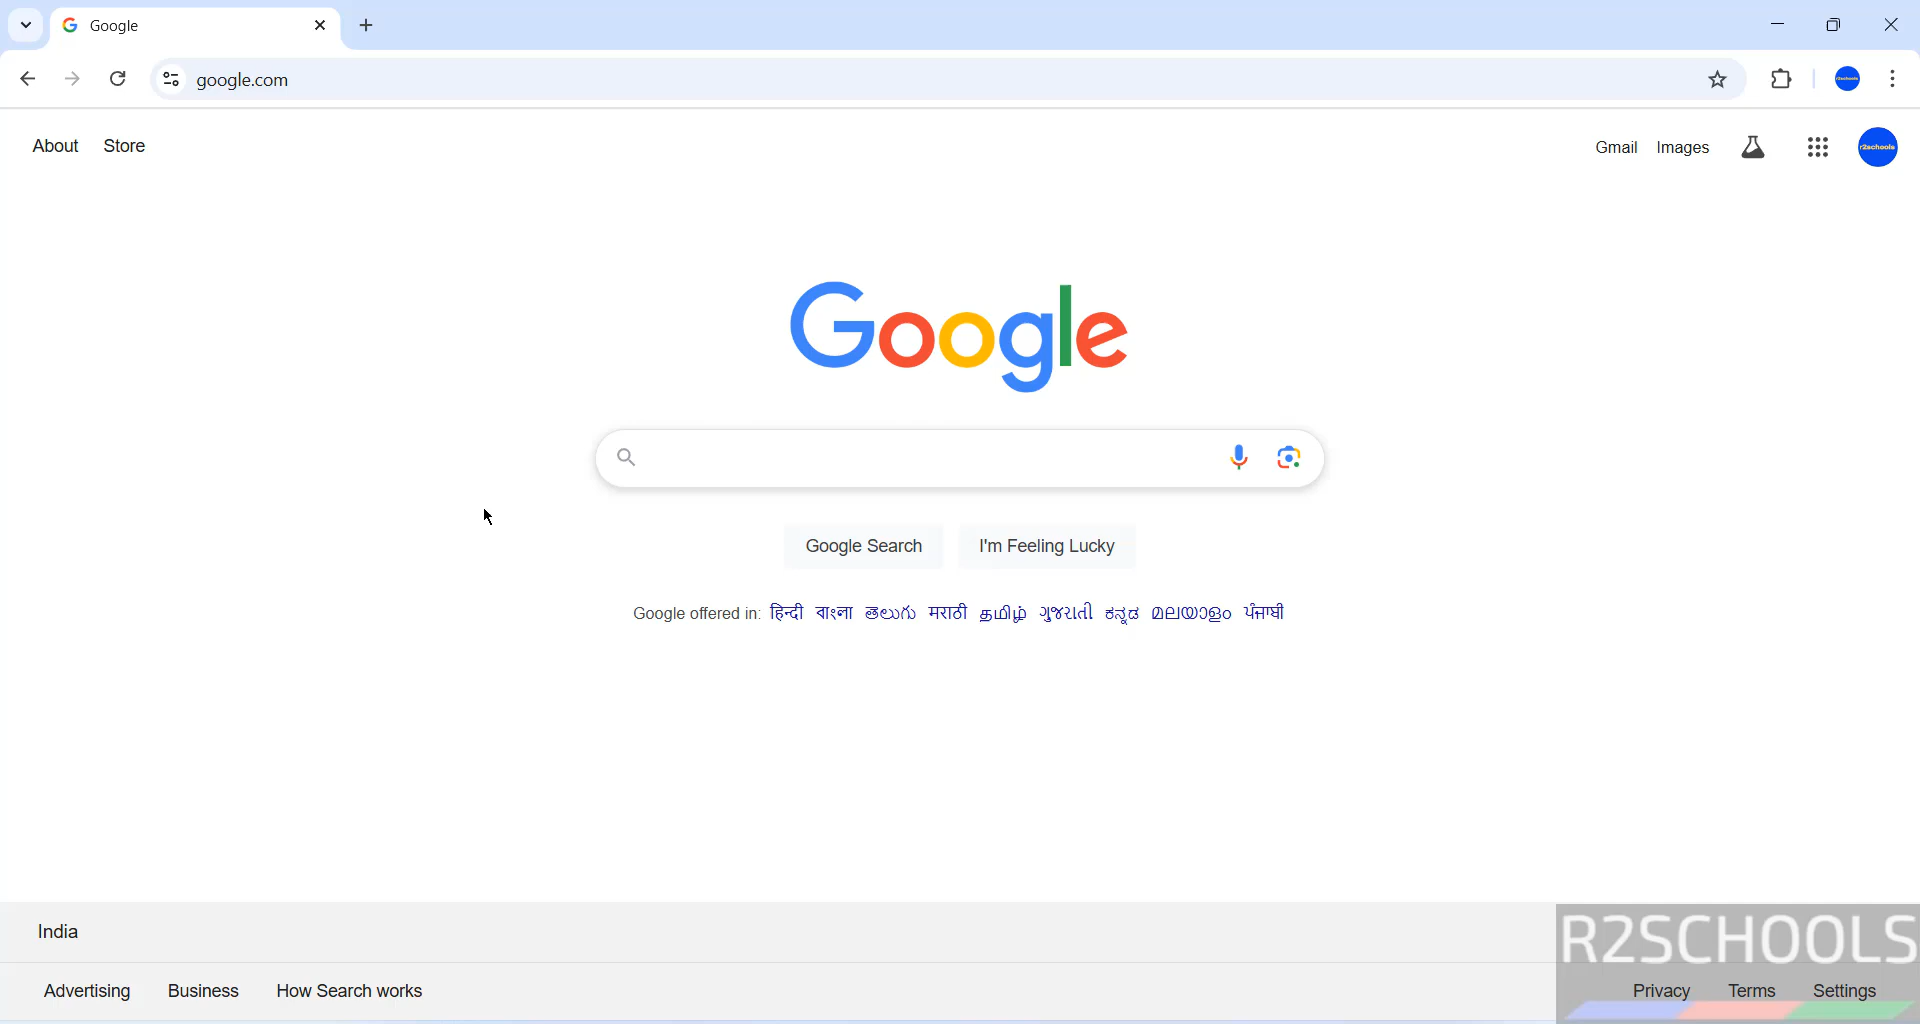 Google
google.com
About Store
Gmail Images
r2schools
Google
Google Search I'm Feeling Lucky
Google offered in: हिन्दी বাংলা తెలుగు मराठी தமிழ் ગુજરાતી ಕನ್ನಡ മലയാളം ਪੰਜਾਬੀ
India
R2SCHOOLS
Advertising Business How Search works
Privacy Terms Settings